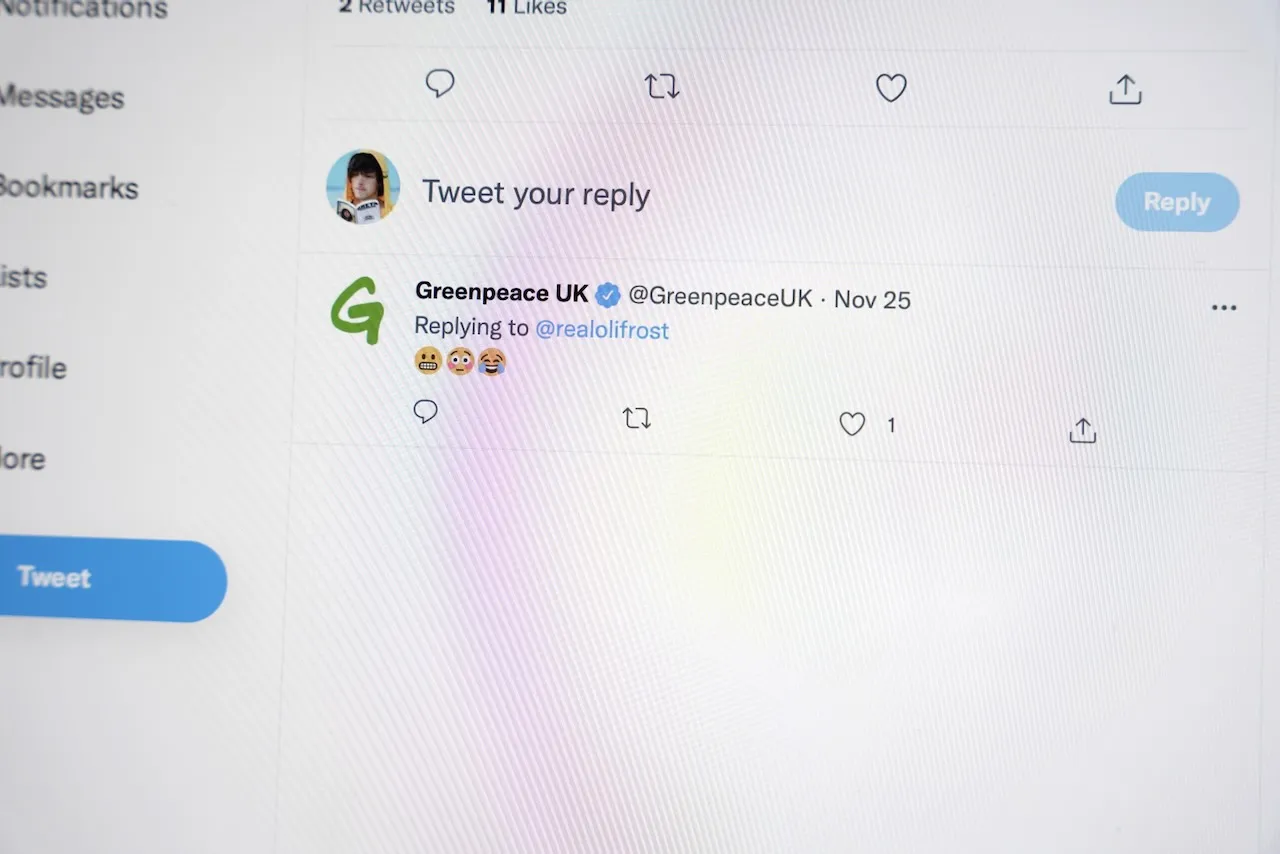 Notifications
2 Retweets 11 Likes
Messages
Bookmarks
Tweet your reply
Reply
ists
Greenpeace UK @GreenpeaceUK · Nov 25
Replying to @realolifrost
😬😳😂
rofile
1
ore
Tweet